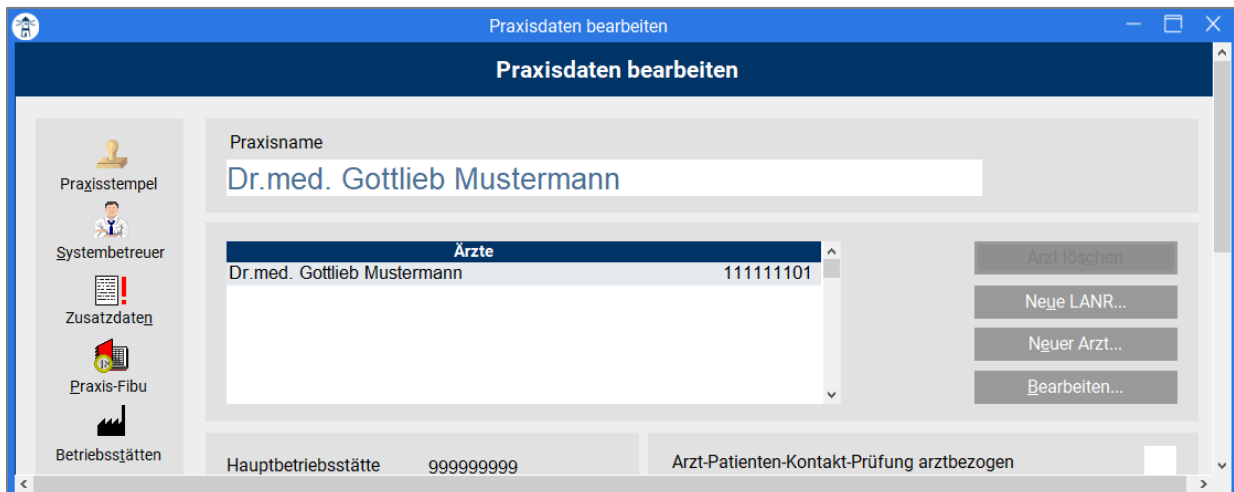 Praxisdaten bearbeiten
Praxisdaten bearbeiten
Praxisstempel
Systembetreuer
Zusatzdaten
Praxis-Fibu
Betriebsstätten
Praxisname
Dr.med. Gottlieb Mustermann
Ärzte
Dr.med. Gottlieb Mustermann 111111101
Arzt löschen
Neue LANR...
Neuer Arzt...
Bearbeiten...
Hauptbetriebsstätte 999999999
Arzt-Patienten-Kontakt-Prüfung arztbezogen